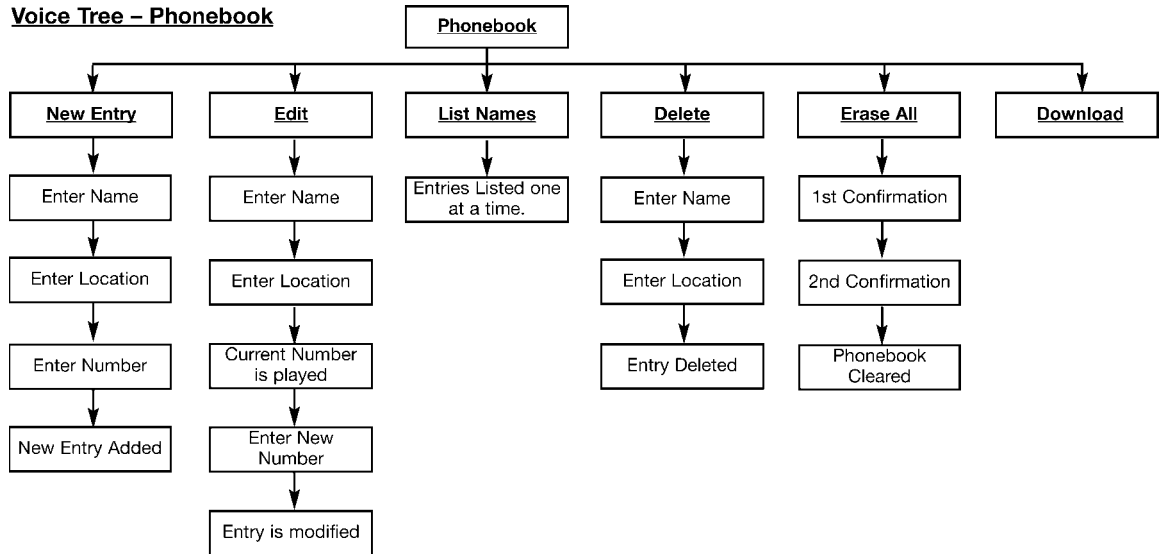 Voice Tree – Phonebook
Phonebook
New Entry
Edit
List Names
Delete
Erase All
Download
Enter Name
Enter Name
Entries Listed one
at a time.
Enter Name
1st Confirmation
Enter Location
Enter Location
Enter Location
2nd Confirmation
Enter Number
Current Number
is played
Entry Deleted
Phonebook
Cleared
New Entry Added
Enter New
Number
Entry is modified